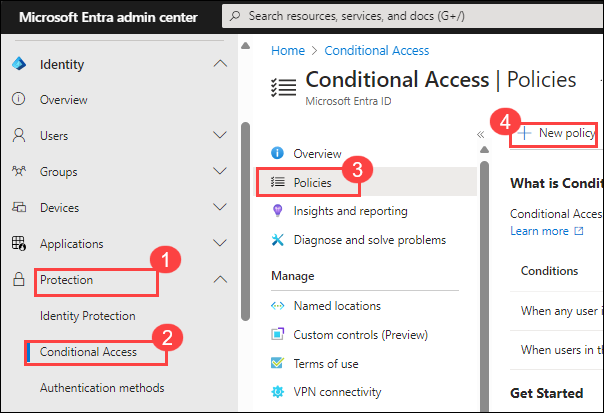 Microsoft Entra admin center
Search resources, services, and docs (G+/)
Identity
Overview
Users
Groups
Devices
Applications
1
Protection
Identity Protection
2
Conditional Access
Authentication methods
Home > Conditional Access
Conditional Access | Policies
Microsoft Entra ID
Overview
3
Policies
Insights and reporting
Diagnose and solve problems
Manage
Named locations
Custom controls (Preview)
Terms of use
VPN connectivity
4
«
+ New policy
What is Condit
Conditional Acces
Learn more
Conditions
When any user i
When users in th
Get Started